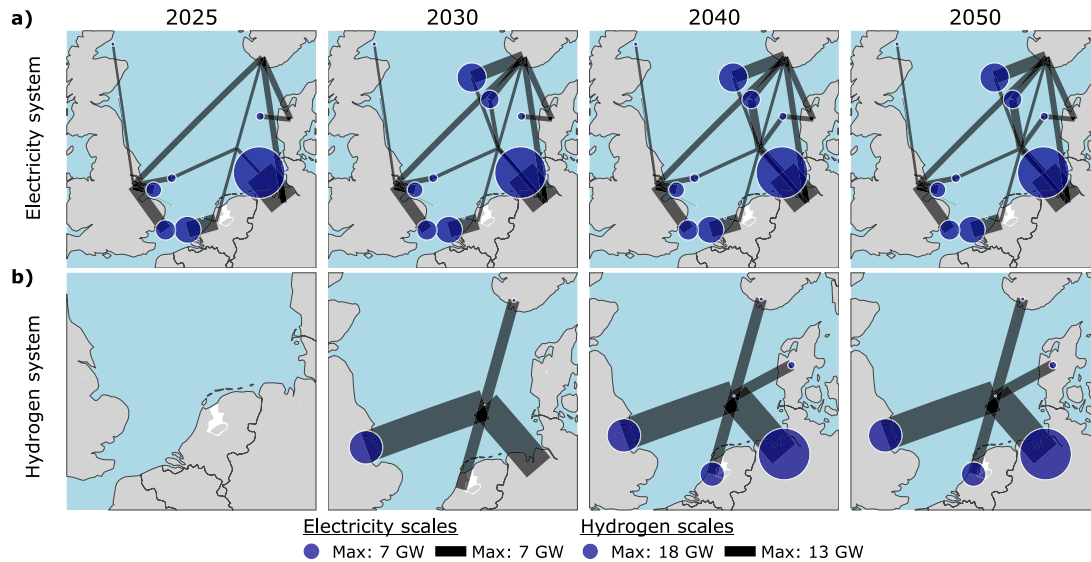 a) 2025 2030 2040 2050
Electricity system
b)
Hydrogen system
Electricity scales Hydrogen scales
Max: 7 GW Max: 7 GW Max: 18 GW Max: 13 GW